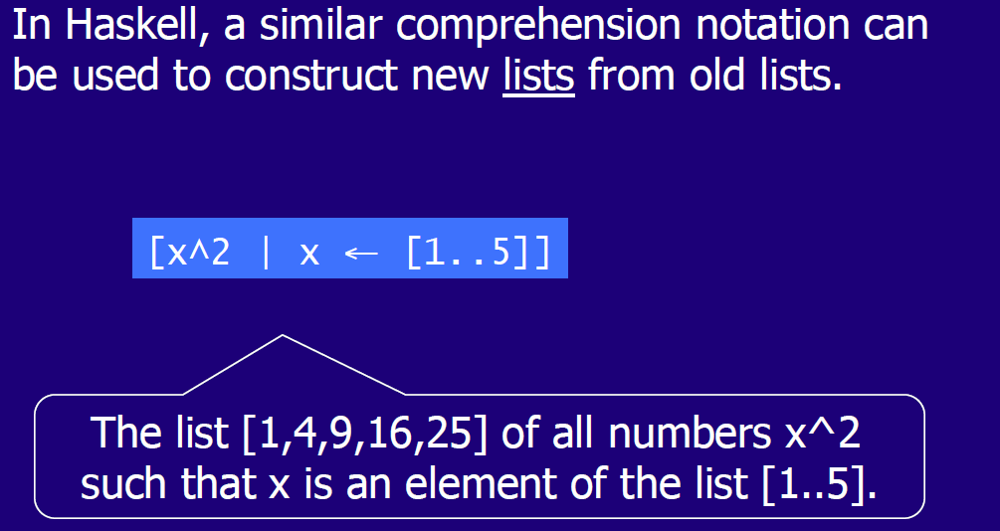 In Haskell, a similar comprehension notation can
be used to construct new lists from old lists.
[x^2 | x ← [1..5]]
The list [1,4,9,16,25] of all numbers x^2
such that x is an element of the list [1..5].